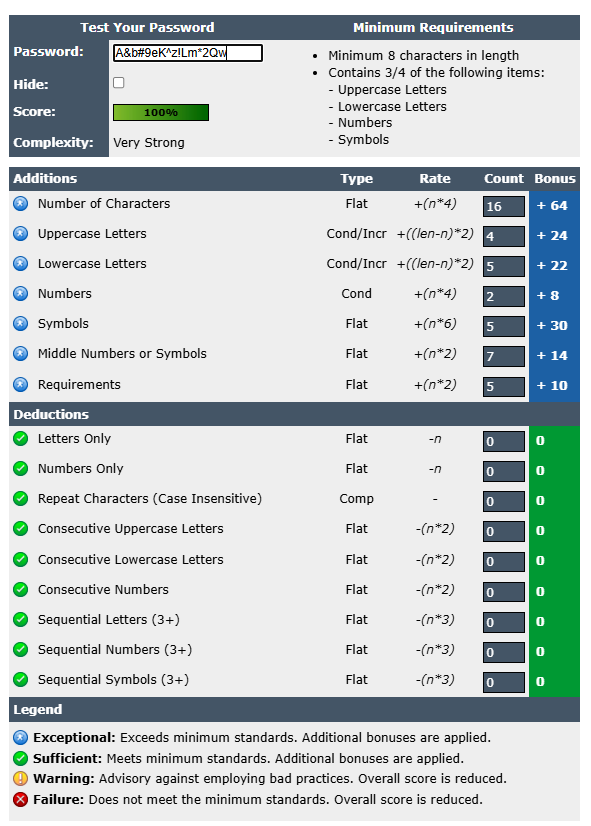 Test Your Password
Minimum Requirements
Password: A&b#9eK^z!Lm*2Qw
Hide:
Score: 100%
Complexity: Very Strong
• Minimum 8 characters in length
• Contains 3/4 of the following items:
- Uppercase Letters
- Lowercase Letters
- Numbers
- Symbols
Additions Type Rate Count Bonus
Number of Characters Flat +(n*4) 16 + 64
Uppercase Letters Cond/Incr +((len-n)*2) 4 + 24
Lowercase Letters Cond/Incr +((len-n)*2) 5 + 22
Numbers Cond +(n*4) 2 + 8
Symbols Flat +(n*6) 5 + 30
Middle Numbers or Symbols Flat +(n*2) 7 + 14
Requirements Flat +(n*2) 5 + 10
Deductions
Letters Only Flat -n 0 0
Numbers Only Flat -n 0 0
Repeat Characters (Case Insensitive) Comp - 0 0
Consecutive Uppercase Letters Flat -(n*2) 0 0
Consecutive Lowercase Letters Flat -(n*2) 0 0
Consecutive Numbers Flat -(n*2) 0 0
Sequential Letters (3+) Flat -(n*3) 0 0
Sequential Numbers (3+) Flat -(n*3) 0 0
Sequential Symbols (3+) Flat -(n*3) 0 0
Legend
Exceptional: Exceeds minimum standards. Additional bonuses are applied.
Sufficient: Meets minimum standards. Additional bonuses are applied.
Warning: Advisory against employing bad practices. Overall score is reduced.
Failure: Does not meet the minimum standards. Overall score is reduced.